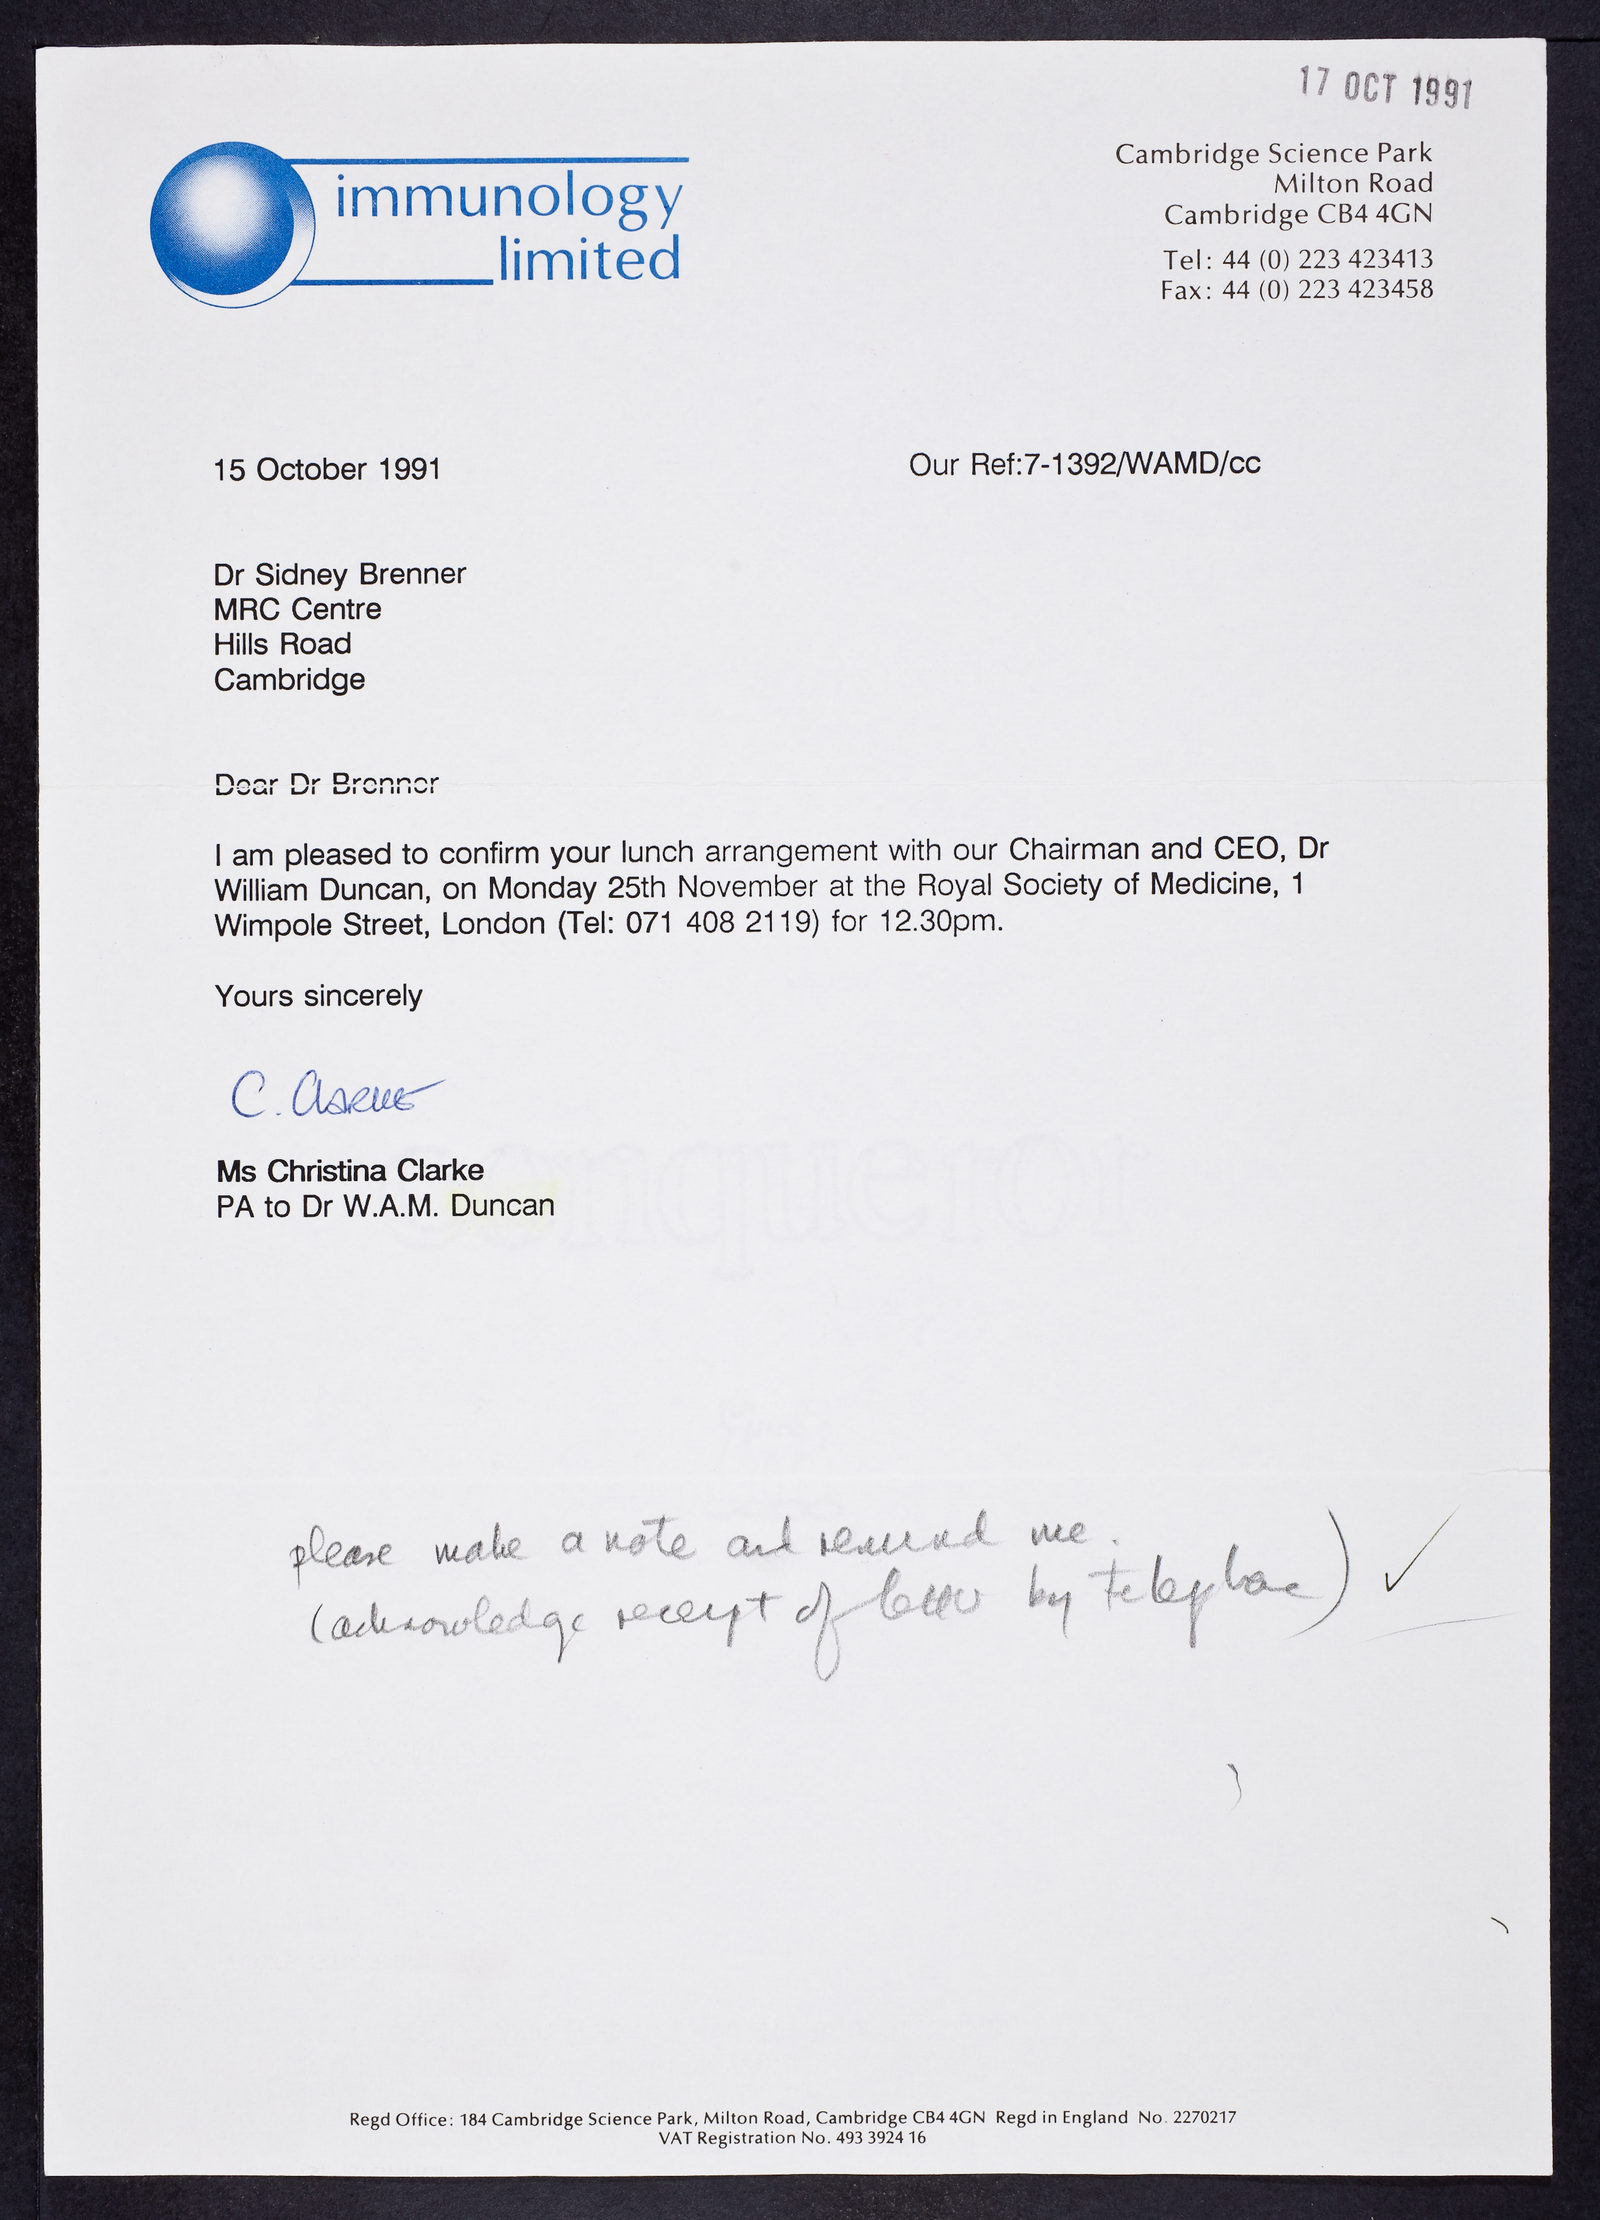 17 OCT 1991
immunology
limited
Cambridge Science Park
Milton Road
Cambridge CB4 4GN
Tel: 44 (0) 223 423413
Fax: 44 (0) 223 423458
15 October 1991
Our Ref:7-1392/WAMD/cc
Dr Sidney Brenner
MRC Centre
Hills Road
Cambridge
Dear Dr Brenner
I am pleased to confirm your lunch arrangement with our Chairman and CEO, Dr
William Duncan, on Monday 25th November at the Royal Society of Medicine, 1
Wimpole Street, London (Tel: 071 408 2119) for 12.30pm.
Yours sincerely
C. Clarke
Ms Christina Clarke
PA to Dr W.A.M. Duncan
conqueror
please make a note and remind me.
(acknowledge receipt of letter by telephone) ✓
Regd Office: 184 Cambridge Science Park, Milton Road, Cambridge CB4 4GN Regd in England No. 2270217
VAT Registration No. 493 3924 16